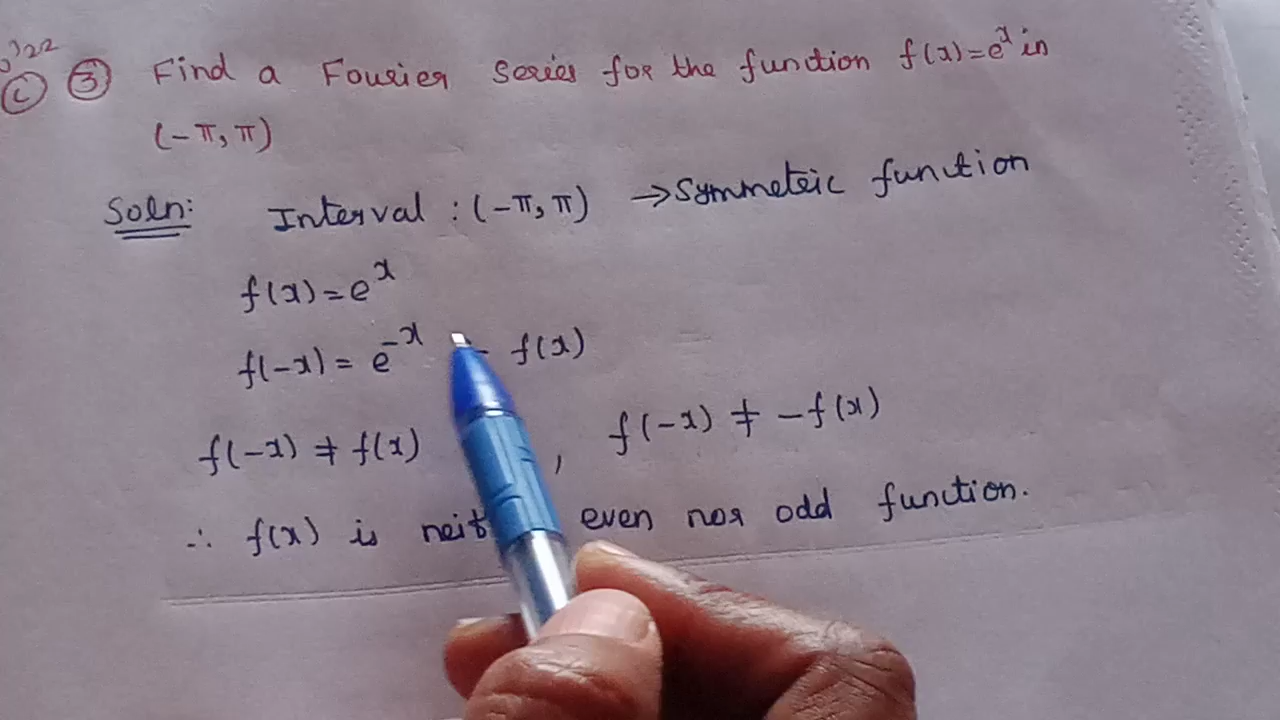 ③ Find a Fourier Series for the function f(x)=e^x in
(-π, π)
Soln: Interval : (-π, π) → Symmetric function
f(x) = e^x
f(-x) = e^-x f(x)
f(-x) ≠ f(x) , f(-x) ≠ -f(x)
∴ f(x) is even nor odd function.